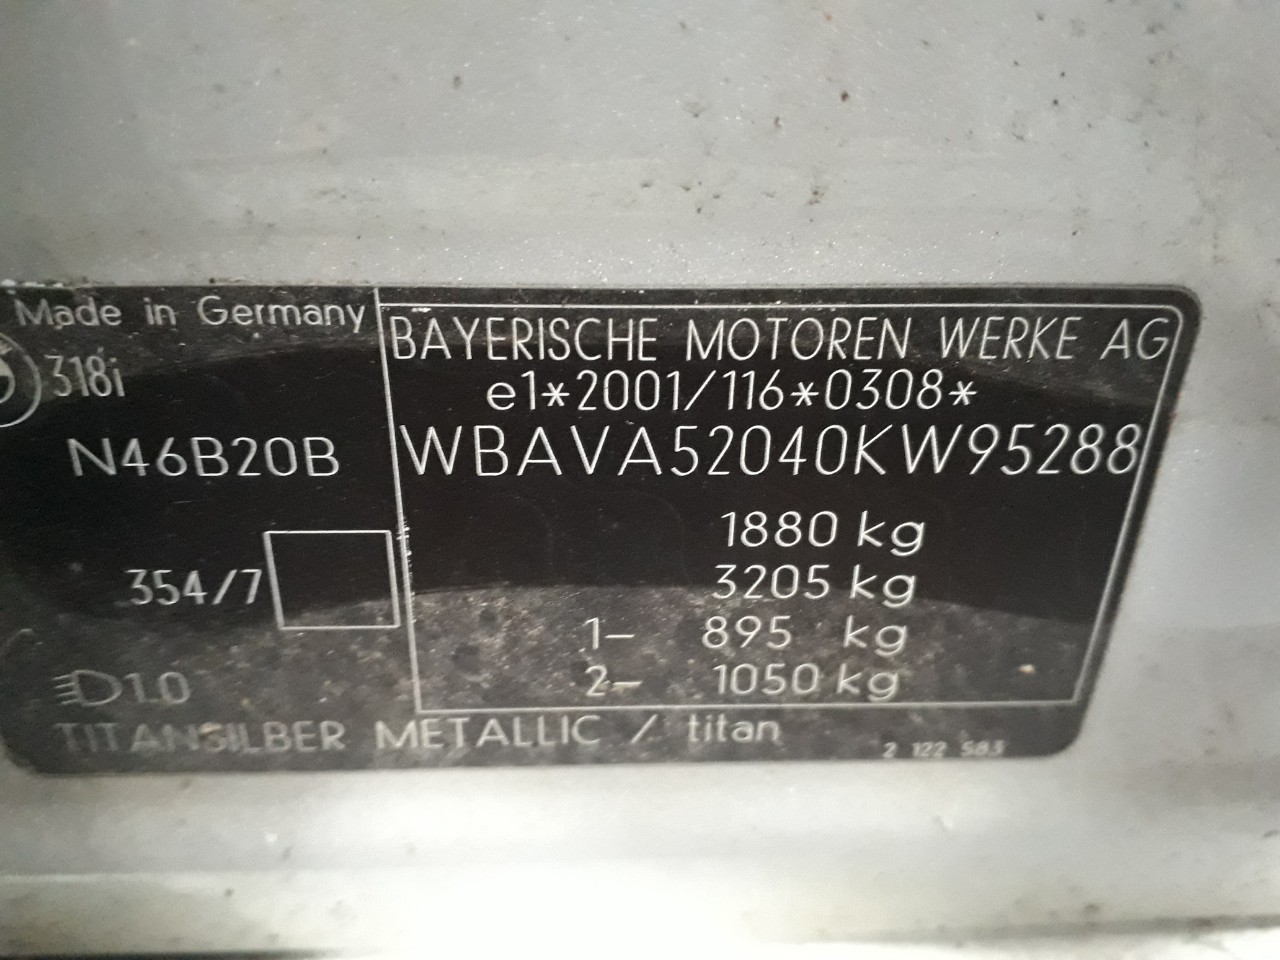 Made in Germany
318i
N46B20B
354/7
1.0
BAYERISCHE MOTOREN WERKE AG
e1*2001/116*0308*
WBAVA52040KW95288
1880 kg
3205 kg
1- 895 kg
2- 1050 kg
TITANSILBER METALLIC / titan
2 122 583